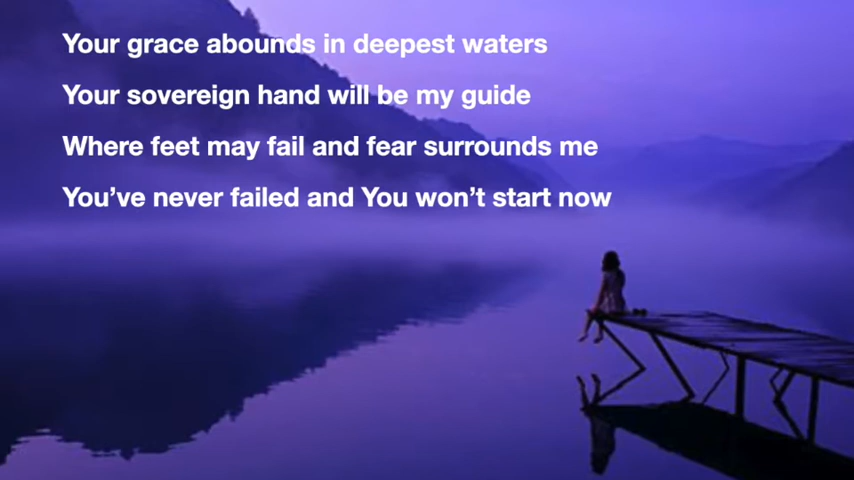 Your grace abounds in deepest waters
Your sovereign hand will be my guide
Where feet may fail and fear surrounds me
You’ve never failed and You won’t start now